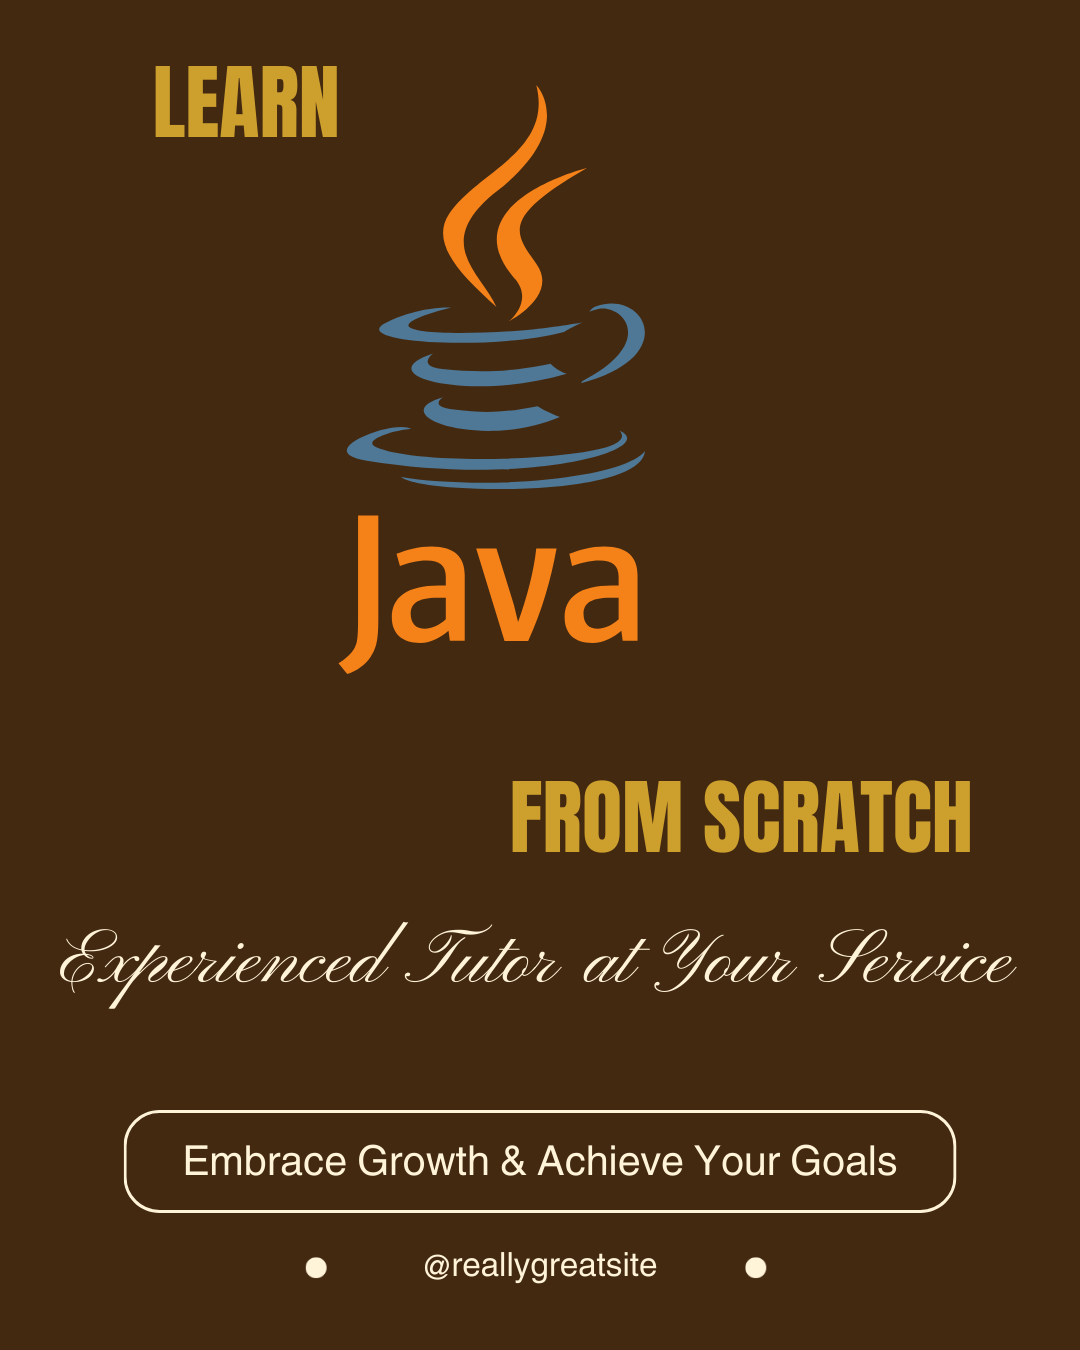 LEARN
Java
FROM SCRATCH
Experienced Tutor at Your Service
Embrace Growth & Achieve Your Goals
@reallygreatsite